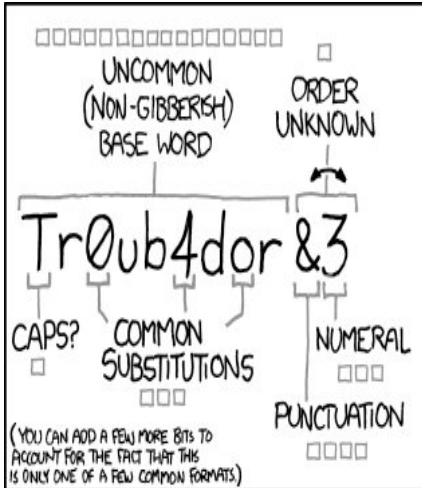 UNCOMMON
(NON-GIBBERISH)
BASE WORD
ORDER
UNKNOWN
Tr0ub4dor &3
CAPS?
COMMON
SUBSTITUTIONS
NUMERAL
PUNCTUATION
(YOU CAN ADD A FEW MORE BITS TO
ACCOUNT FOR THE FACT THAT THIS
IS ONLY ONE OF A FEW COMMON FORMATS.)